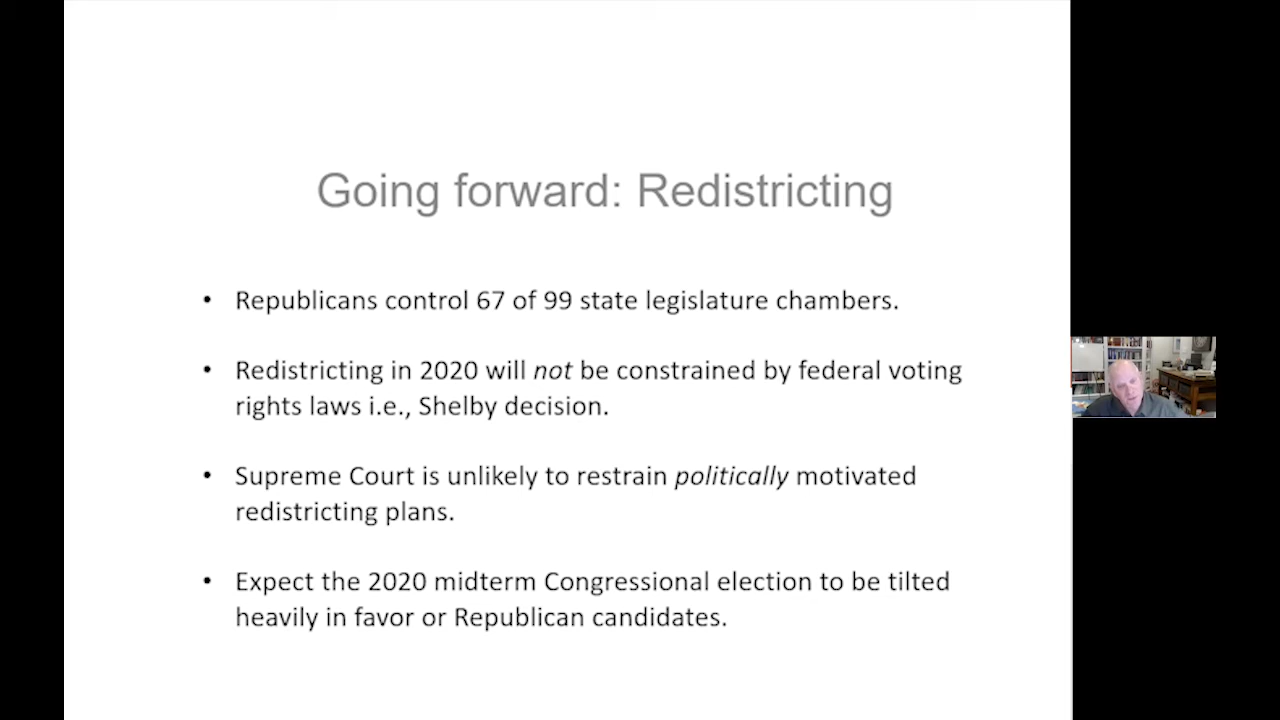 Going forward: Redistricting
• Republicans control 67 of 99 state legislature chambers.
• Redistricting in 2020 will not be constrained by federal voting
rights laws i.e., Shelby decision.
• Supreme Court is unlikely to restrain politically motivated
redistricting plans.
• Expect the 2020 midterm Congressional election to be tilted
heavily in favor or Republican candidates.